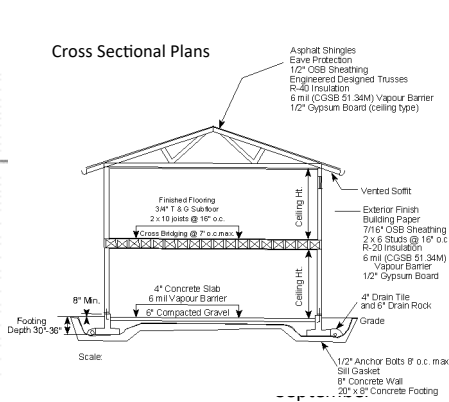 Cross Sectional Plans
Asphalt Shingles
Eave Protection
1/2" OSB Sheathing
Engineered Designed Trusses
R-40 Insulation
6 mil (CGSB 51.34M) Vapour Barrier
1/2" Gypsum Board (ceiling type)
Vented Soffit
Finished Flooring
3/4" T & G Subfloor
2 x 10 joists @ 16" o.c.
Cross Bridging @ 7' o.c.max.
Ceiling Ht.
Exterior Finish
Building Paper
7/16" OSB Sheathing
2 x 6 Studs @ 16" o.c
R-20 Insulation
6 mil (CGSB 51.34M)
Vapour Barrier
1/2" Gypsum Board
Ceiling Ht.
4" Concrete Slab
6 mil Vapour Barrier
6" Compacted Gravel
8" Min.
Footing
Depth 30"-36"
4" Drain Tile
and 6" Drain Rock
Grade
Scale:
1/2" Anchor Bolts 8' o.c. max
Sill Gasket
8" Concrete Wall
20" x 8" Concrete Footing
September